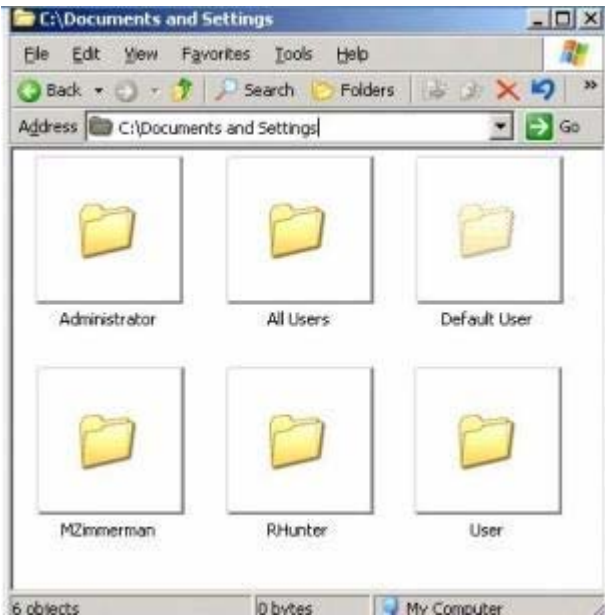 C:\Documents and Settings
File Edit View Favorites Tools Help
Back Search Folders »
Address C:\Documents and Settings Go
Administrator All Users Default User
MZimmerman RHunter User
6 objects 0 bytes My Computer